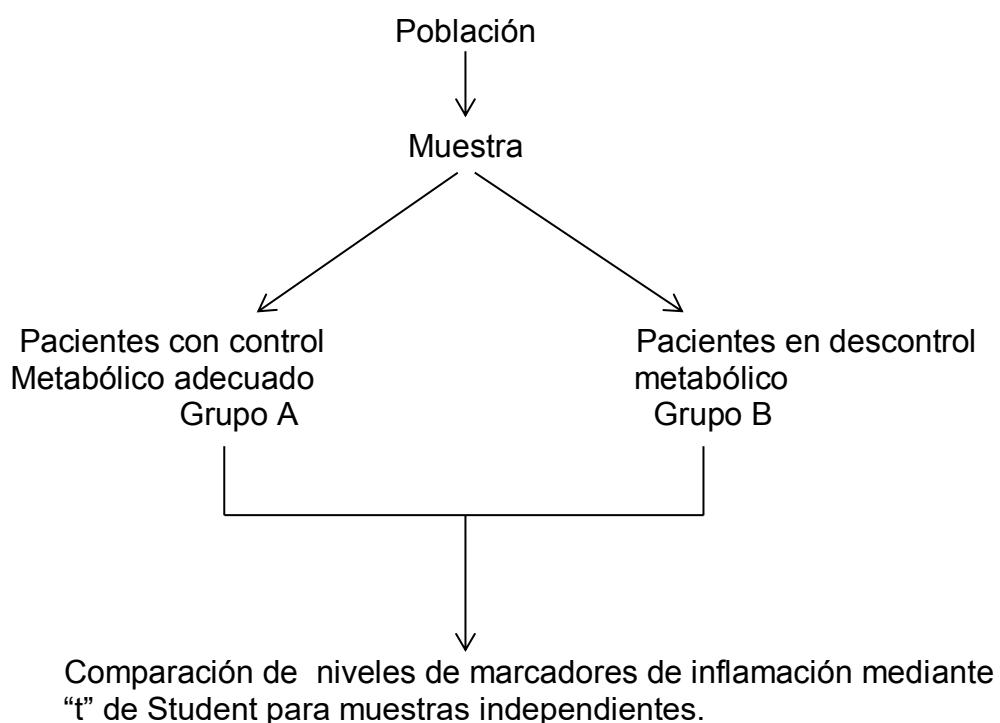 Población
Muestra
Pacientes con control
Metabólico adecuado
Grupo A
Pacientes en descontrol
metabólico
Grupo B
Comparación de niveles de marcadores de inflamación mediante
“t” de Student para muestras independientes.